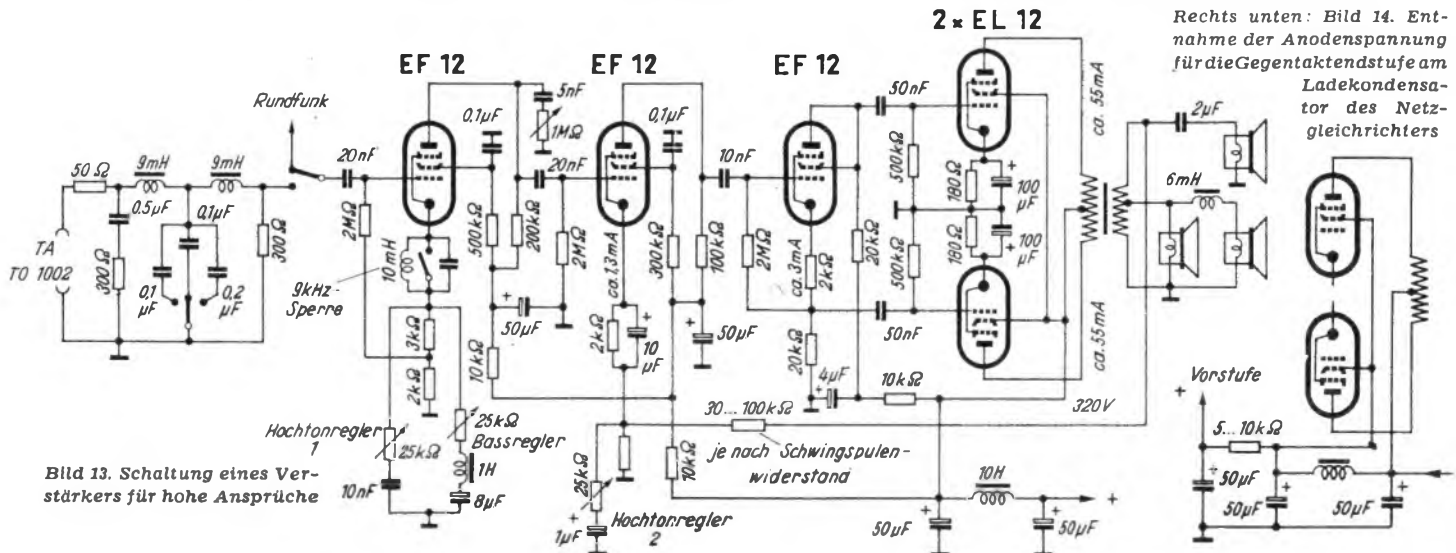 2 x EL 12
EF 12
EF 12
EF 12
Rechts unten: Bild 14. Ent-
nahme der Anodenspannung
für die Gegentaktendstufe am
Ladekondensa-
tor des Netz-
gleichrichters
Rundfunk
50 Ω
9mH
9mH
0.5µF
0,1µF
300Ω
300Ω
TA
TO 1002
0,1
µF
0,2
µF
20nF
2MΩ
10mH
9kHz-
Sperre
3kΩ
2kΩ
Hochtonregler
1
25kΩ
10nF
25kΩ
Bassregler
1H
8µF
0,1µF
5nF
1MΩ
20nF
500kΩ
200kΩ
2MΩ
50µF
10kΩ
0,1µF
ca.1,3mA
2kΩ
10
µF
300kΩ
100kΩ
50µF
10nF
2MΩ
ca.3mA
2kΩ
20kΩ
20kΩ
4µF
10kΩ
50nF
50nF
500kΩ
500kΩ
180Ω
180Ω
100
µF
100
µF
ca. 55mA
ca.55mA
320V
30...100kΩ
je nach Schwingspulen-
widerstand
25kΩ
1µF
Hochtonregler
2
10kΩ
10H
50µF
50µF
2µF
6mH
Vorstufe
5...10kΩ
50µF
50µF
50µF
Bild 13. Schaltung eines Ver-
stärkers für hohe Ansprüche